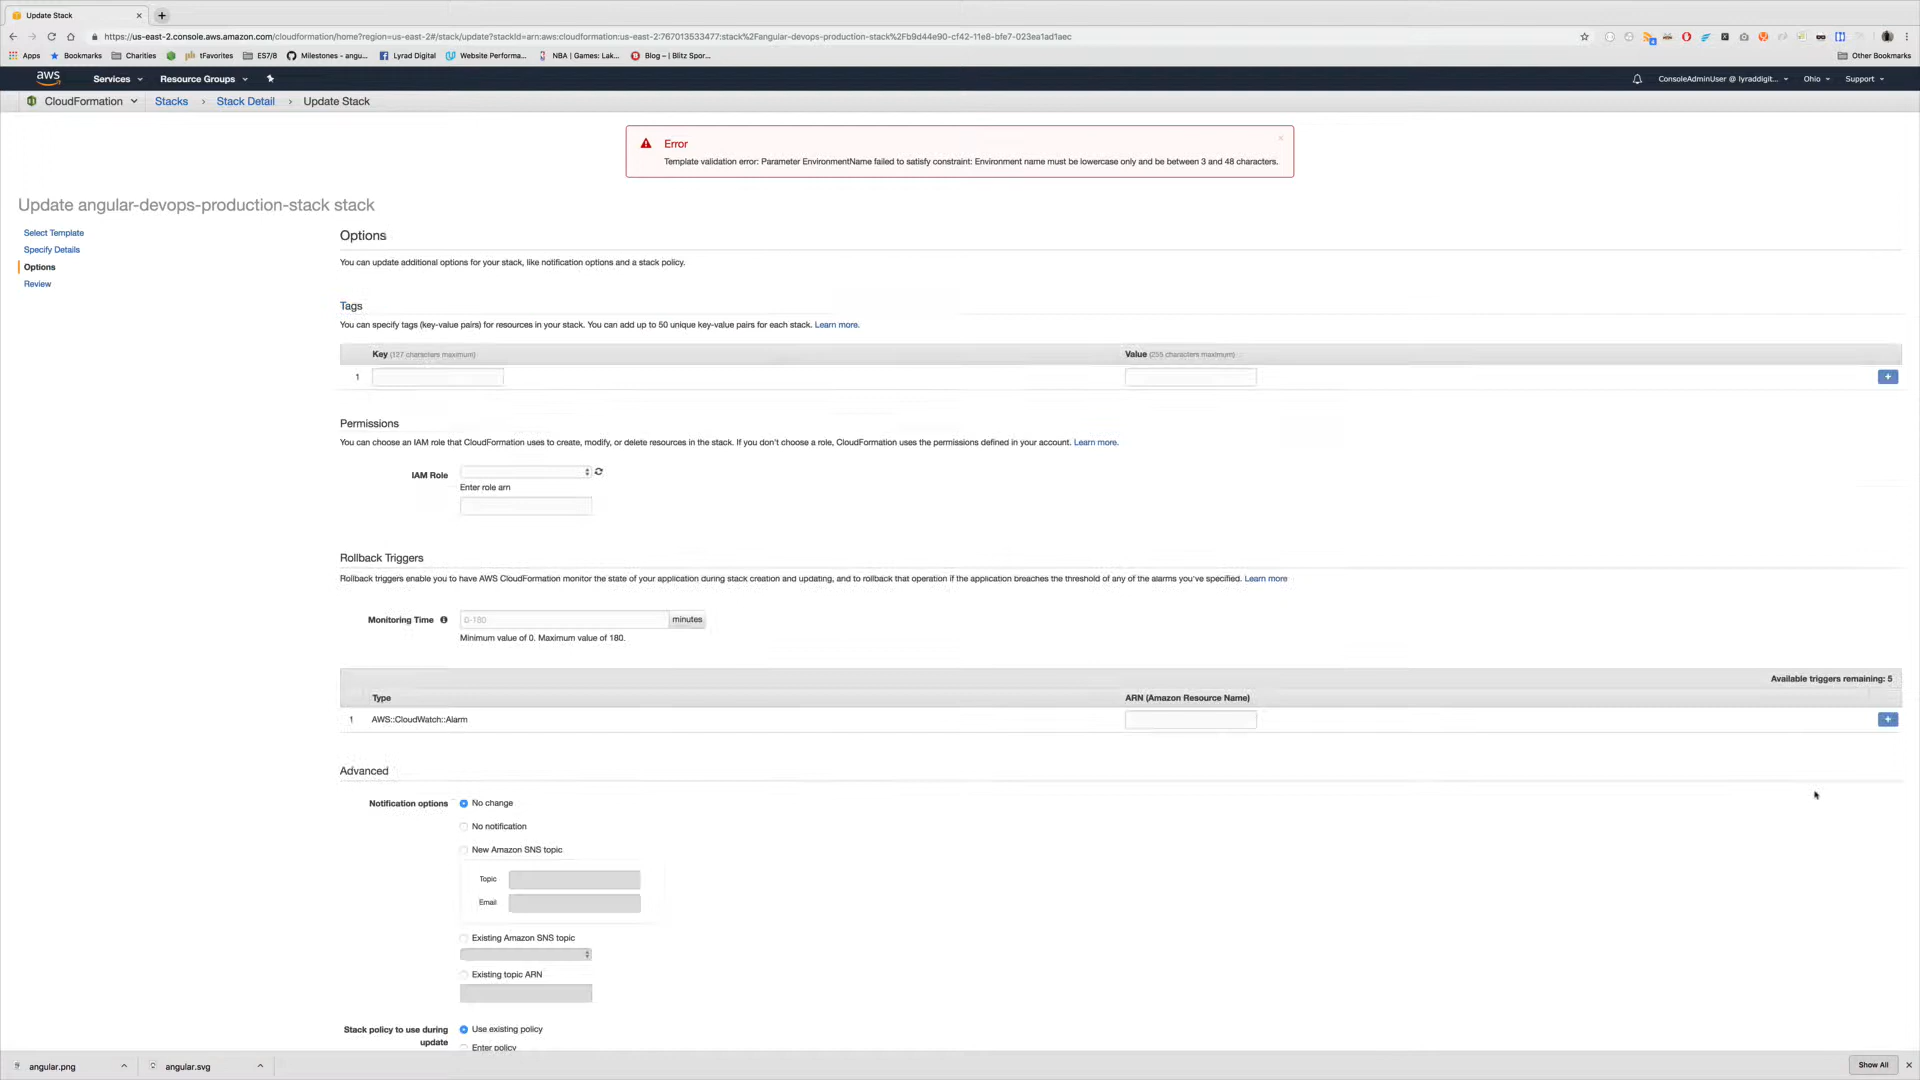 Update Stack
https://us-east-2.console.aws.amazon.com/cloudformation/home?region=us-east-2#/stack/update?stackId=arn:aws:cloudformation:us-east-2:767013533477:stack%2Fangular-devops-production-stack%2Fb9d44e90-cf42-11e8-bfe7-023ea1ad1aec
Apps Bookmarks Charities tFavorites ES7/8 Milestones - angu... Lyrad Digital Website Performa... NBA | Games: Lak... Blog – | Blitz Spor... Other Bookmarks
aws Services Resource Groups ConsoleAdminUser @ lyraddigit... Ohio Support
CloudFormation Stacks > Stack Detail > Update Stack
Error
Template validation error: Parameter EnvironmentName failed to satisfy constraint: Environment name must be lowercase only and be between 3 and 48 characters.
Update angular-devops-production-stack stack
Select Template
Specify Details
Options
Review
Options
You can update additional options for your stack, like notification options and a stack policy.
Tags
You can specify tags (key-value pairs) for resources in your stack. You can add up to 50 unique key-value pairs for each stack. Learn more.
Key (127 characters maximum) Value (255 characters maximum)
1
Permissions
You can choose an IAM role that CloudFormation uses to create, modify, or delete resources in the stack. If you don't choose a role, CloudFormation uses the permissions defined in your account. Learn more.
IAM Role
Enter role arn
Rollback Triggers
Rollback triggers enable you to have AWS CloudFormation monitor the state of your application during stack creation and updating, and to rollback that operation if the application breaches the threshold of any of the alarms you've specified. Learn more
Monitoring Time 0-180 minutes
Minimum value of 0. Maximum value of 180.
Available triggers remaining: 5
Type ARN (Amazon Resource Name)
1 AWS::CloudWatch::Alarm
Advanced
Notification options No change
No notification
New Amazon SNS topic
Topic
Email
Existing Amazon SNS topic
Existing topic ARN
Stack policy to use during update Use existing policy
Enter policy
angular.png angular.svg Show All